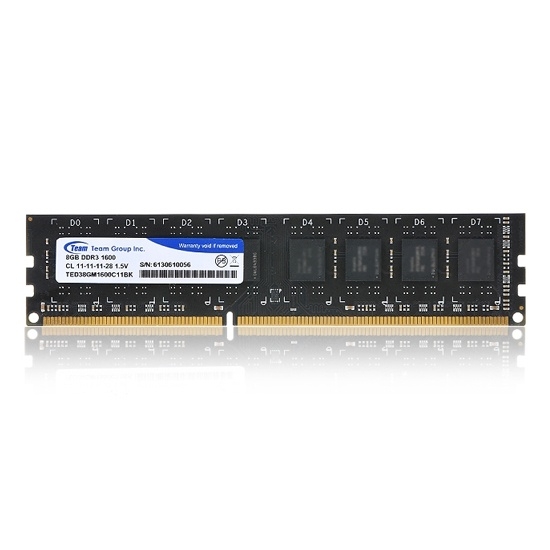 D0 D1 D2 D3 D4 D5 D6 D7
Team Team Group Inc. Warranty void if removed
8GB DDR3 1600
CL 11-11-11-28 1.5V S/N: 6130610056
TED38GM1600C11BK